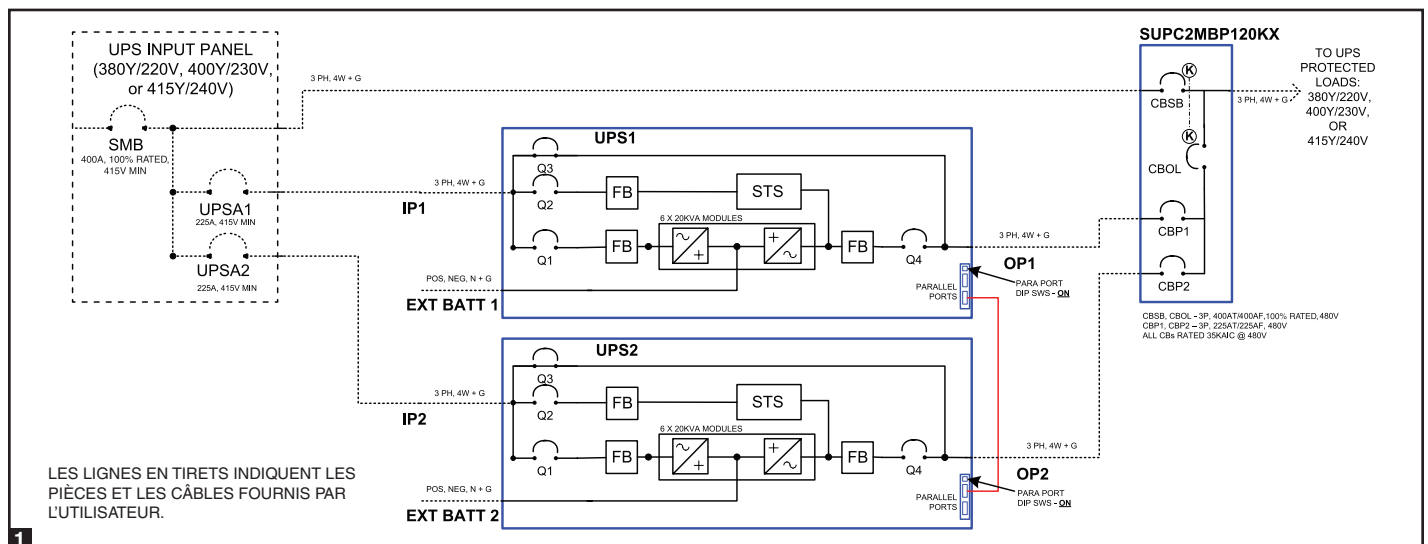 UPS INPUT PANEL
(380Y/220V, 400Y/230V,
or 415Y/240V)
SMB
400A, 100% RATED,
415V MIN
UPSA1
225A, 415V MIN
UPSA2
225A, 415V MIN
3 PH, 4W + G
SUPC2MBP120KX
K
CBSB
K
CBOL
CBP1
CBP2
3 PH, 4W + G
TO UPS
PROTECTED
LOADS:
380Y/220V,
400Y/230V,
OR
415Y/240V
CBSB, CBOL - 3P, 400AT/400AF,100% RATED, 480V
CBP1, CBP2 – 3P, 225AT/225AF, 480V
ALL CBs RATED 35KAIC @ 480V
UPS1
3 PH, 4W + G
IP1
Q3
Q2
FB
STS
6 X 20KVA MODULES
Q1
FB
FB
Q4
3 PH, 4W + G
OP1
POS, NEG, N + G
EXT BATT 1
PARALLEL
PORTS
PARA PORT
DIP SWS - ON
UPS2
3 PH, 4W + G
IP2
Q3
Q2
FB
STS
6 X 20KVA MODULES
Q1
FB
FB
Q4
3 PH, 4W + G
OP2
POS, NEG, N + G
EXT BATT 2
PARALLEL
PORTS
PARA PORT
DIP SWS - ON
LES LIGNES EN TIRETS INDIQUENT LES
PIÈCES ET LES CÂBLES FOURNIS PAR
L'UTILISATEUR.
1